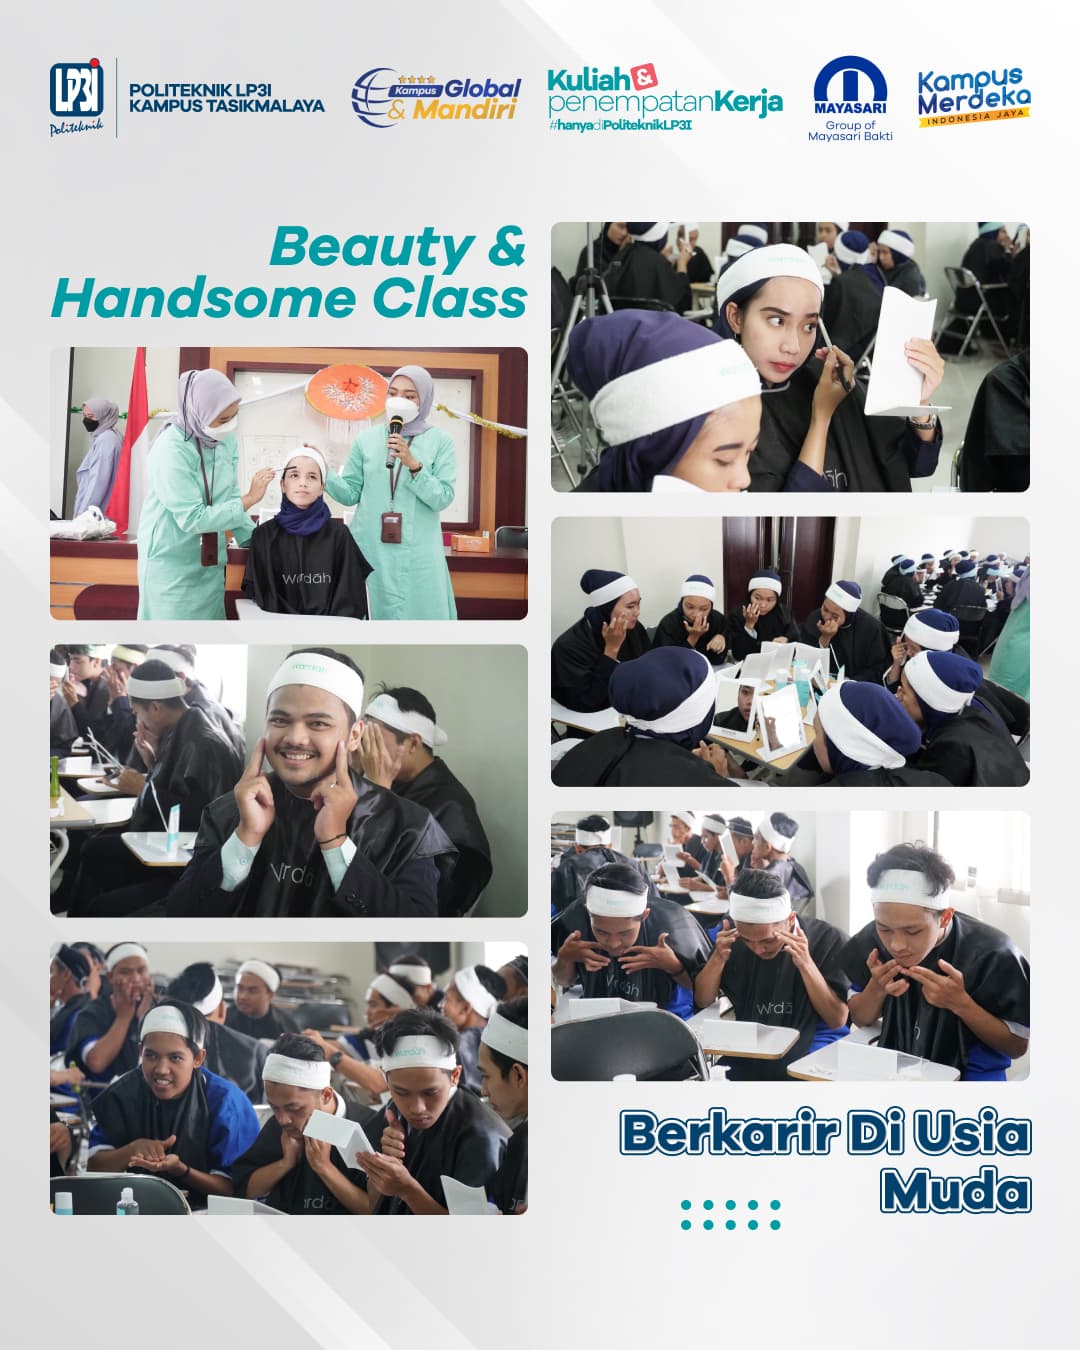 LP3I
Politeknik
POLITEKNIK LP3I
KAMPUS TASIKMALAYA
Kampus Global
& Mandiri
Kuliah &
penempatanKerja
#hanyadiPoliteknikLP3I
MAYASARI
Group of
Mayasari Bakti
Kampus
Merdeka
INDONESIA JAYA
Beauty &
Handsome Class
Wardah
Berkarir Di Usia
Muda